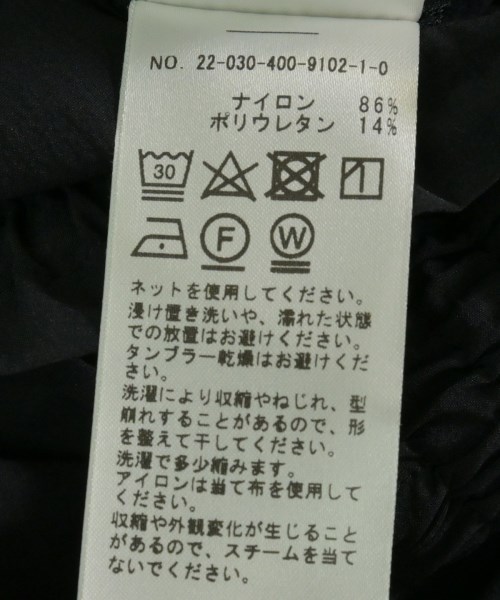 NO. 22-030-400-9102-1-0
ナイロン 86%
ポリウレタン 14%
30
F W
ネットを使用してください。
浸け置き洗いや、濡れた状態
での放置はお避けください。
タンブラー乾燥はお避けくだ
さい。
洗濯により収縮やねじれ、型
崩れすることがあるので、形
を整えて干してください。
洗濯で多少縮みます。
アイロンは当て布を使用して
ください。
収縮や外観変化が生じること
があるので、スチームを当て
ないでください。